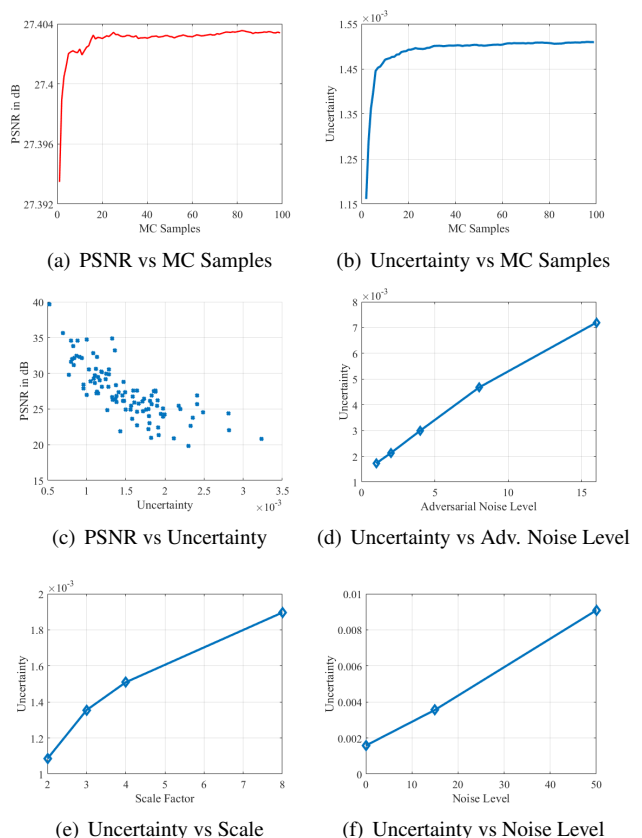 27.404
27.4
27.396
27.392
PSNR in dB
0 20 40 60 80 100
MC Samples
(a) PSNR vs MC Samples
×10⁻³
1.55
1.45
1.35
1.25
1.15
Uncertainty
0 20 40 60 80 100
MC Samples
(b) Uncertainty vs MC Samples
40
35
30
25
20
15
PSNR in dB
0.5 1 1.5 2 2.5 3 3.5
Uncertainty
×10⁻³
(c) PSNR vs Uncertainty
×10⁻³
8
7
6
5
4
3
2
1
Uncertainty
0 5 10 15
Adversarial Noise Level
(d) Uncertainty vs Adv. Noise Level
×10⁻³
2
1.8
1.6
1.4
1.2
1
Uncertainty
2 3 4 5 6 7 8
Scale Factor
(e) Uncertainty vs Scale
0.01
0.008
0.006
0.004
0.002
0
Uncertainty
0 10 20 30 40 50
Noise Level
(f) Uncertainty vs Noise Level